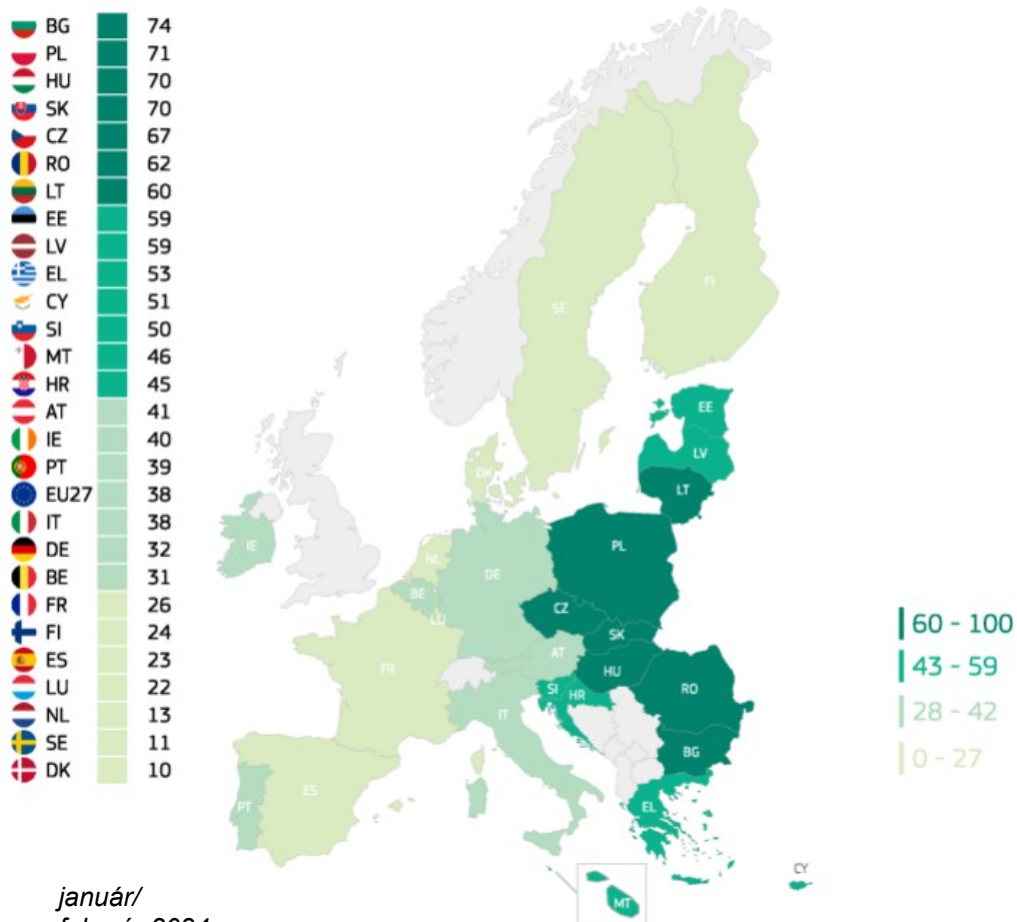 BG 74
PL 71
HU 70
SK 70
CZ 67
RO 62
LT 60
EE 59
LV 59
EL 53
CY 51
SI 50
MT 46
HR 45
AT 41
IE 40
PT 39
EU27 38
IT 38
DE 32
BE 31
FR 26
FI 24
ES 23
LU 22
NL 13
SE 11
DK 10
FI
SE
EE
LV
DK
LT
IE
PL
NL
DE
BE
CZ
LU
SK
AT
HU
FR
SI
HR
RO
IT
BG
ES
PT
EL
CY
MT
60 - 100
43 - 59
28 - 42
0 - 27
január/